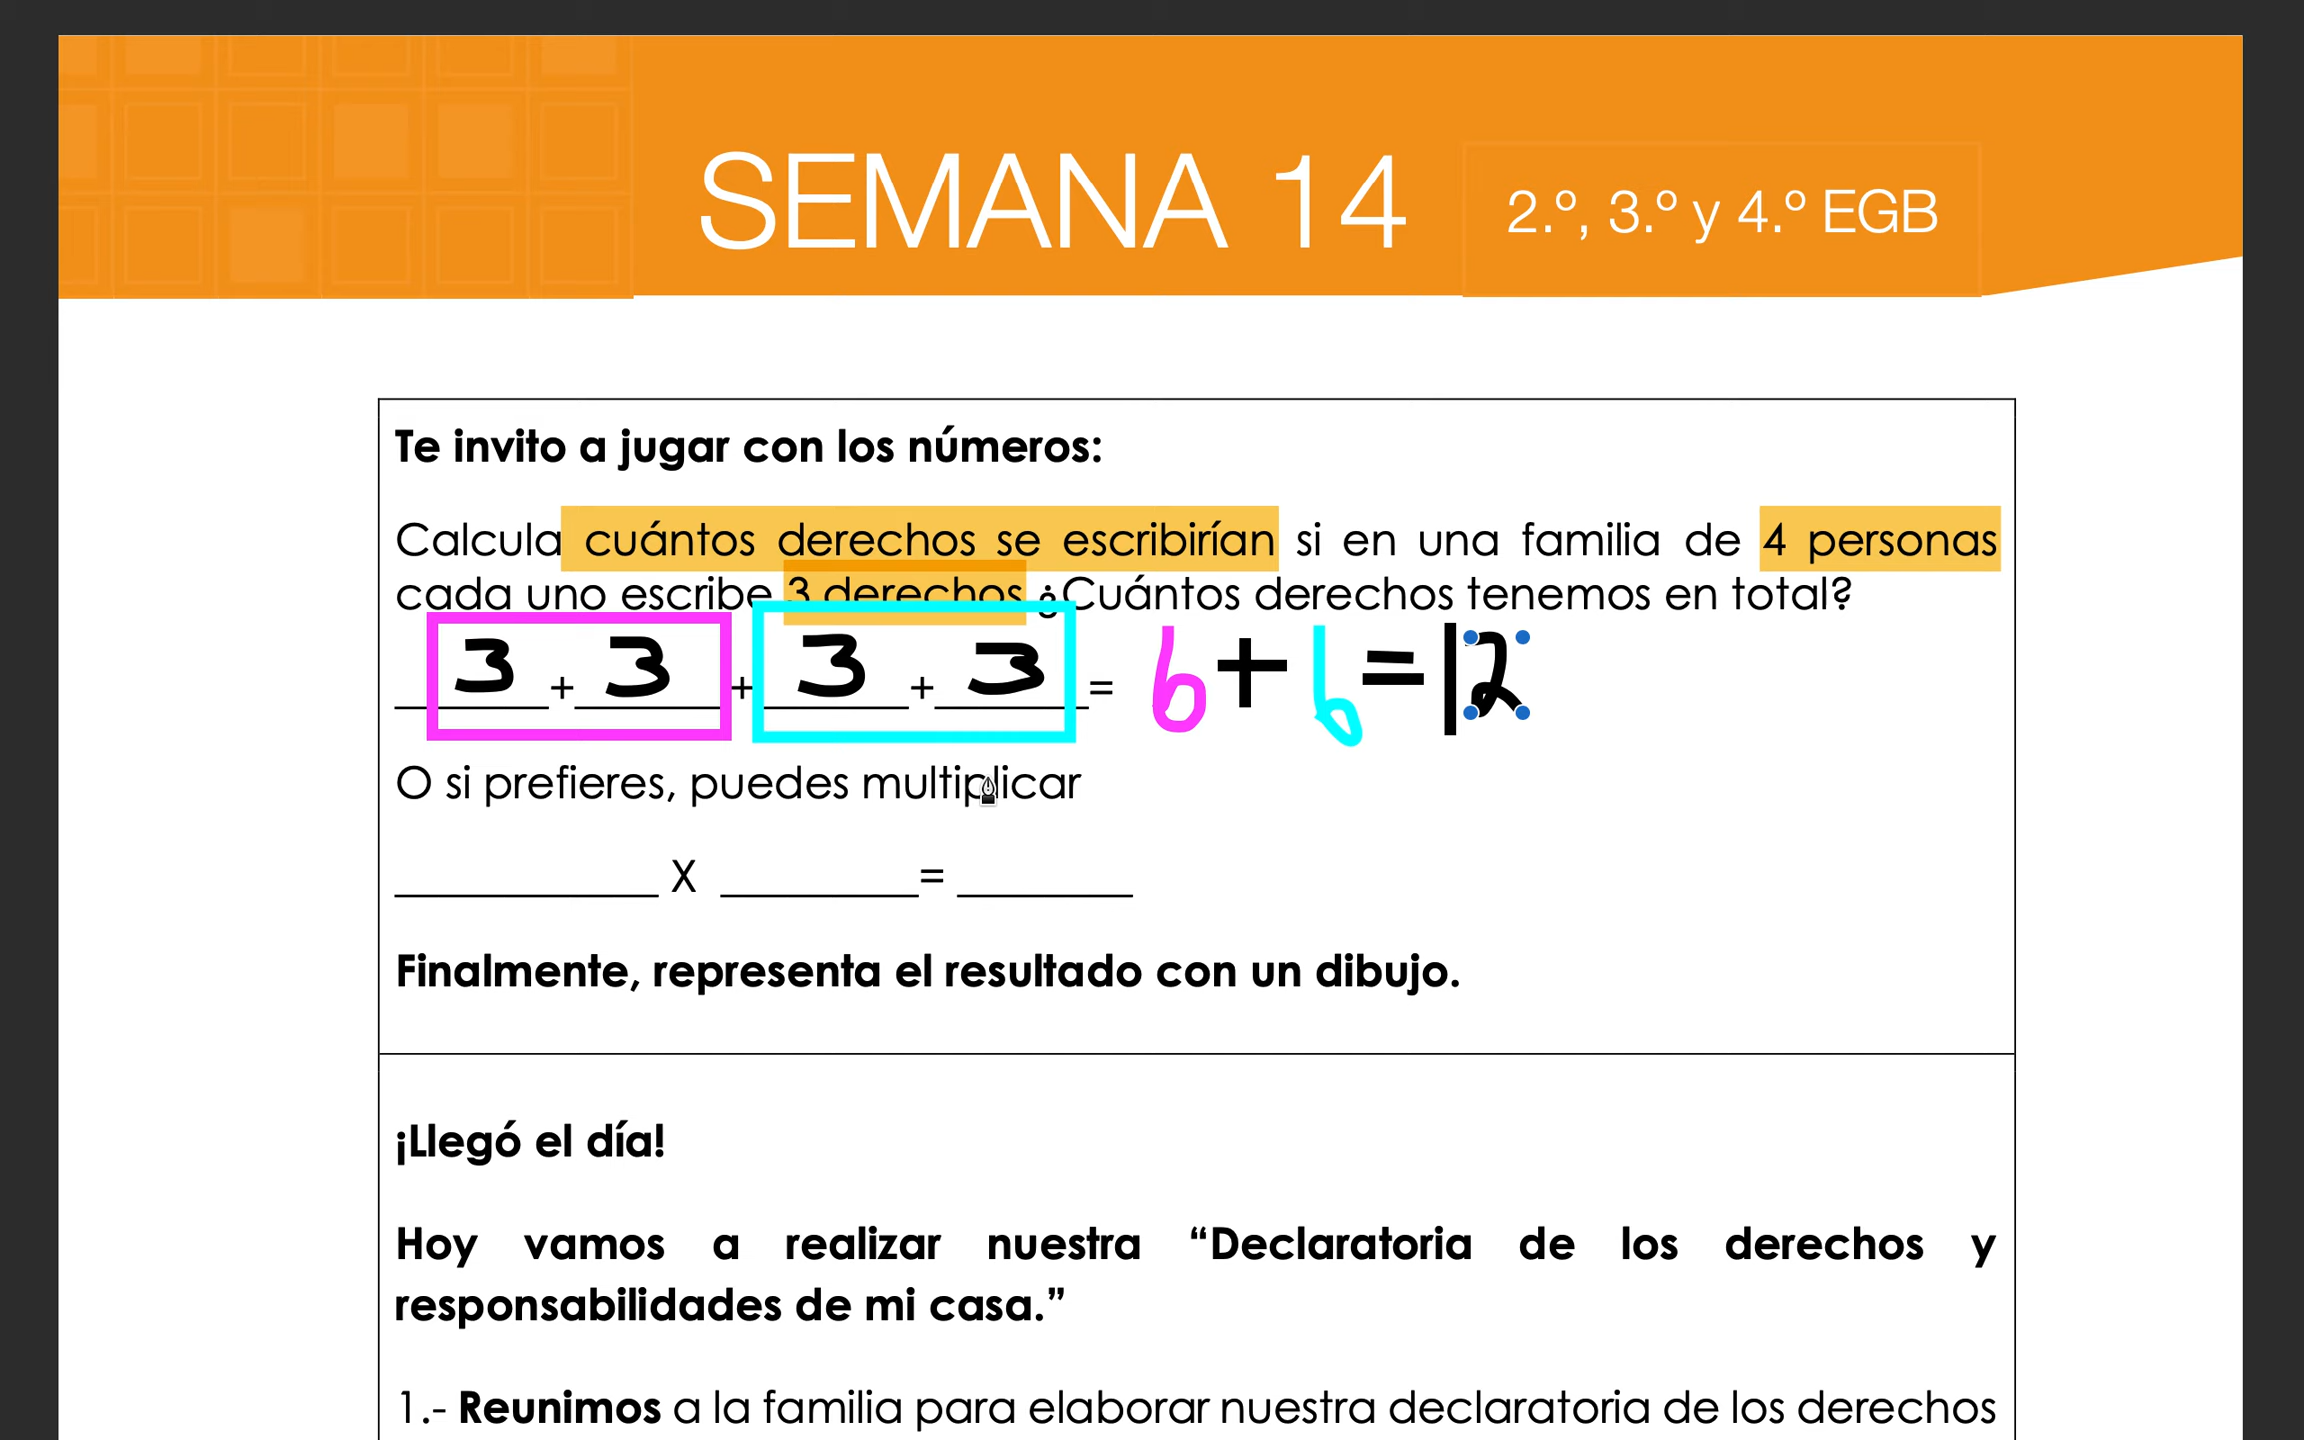 SEMANA 14 2.º, 3.º y 4.º EGB
Te invito a jugar con los números:
Calcula cuántos derechos se escribirían si en una familia de 4 personas
cada uno escribe 3 derechos ¿Cuántos derechos tenemos en total?
3 + 3 + 3 + 3 = 6 + 6 = 12
O si prefieres, puedes multiplicar
____________ X _________= ________
Finalmente, representa el resultado con un dibujo.
¡Llegó el día!
Hoy vamos a realizar nuestra “Declaratoria de los derechos y
responsabilidades de mi casa.”
1.- Reunimos a la familia para elaborar nuestra declaratoria de los derechos